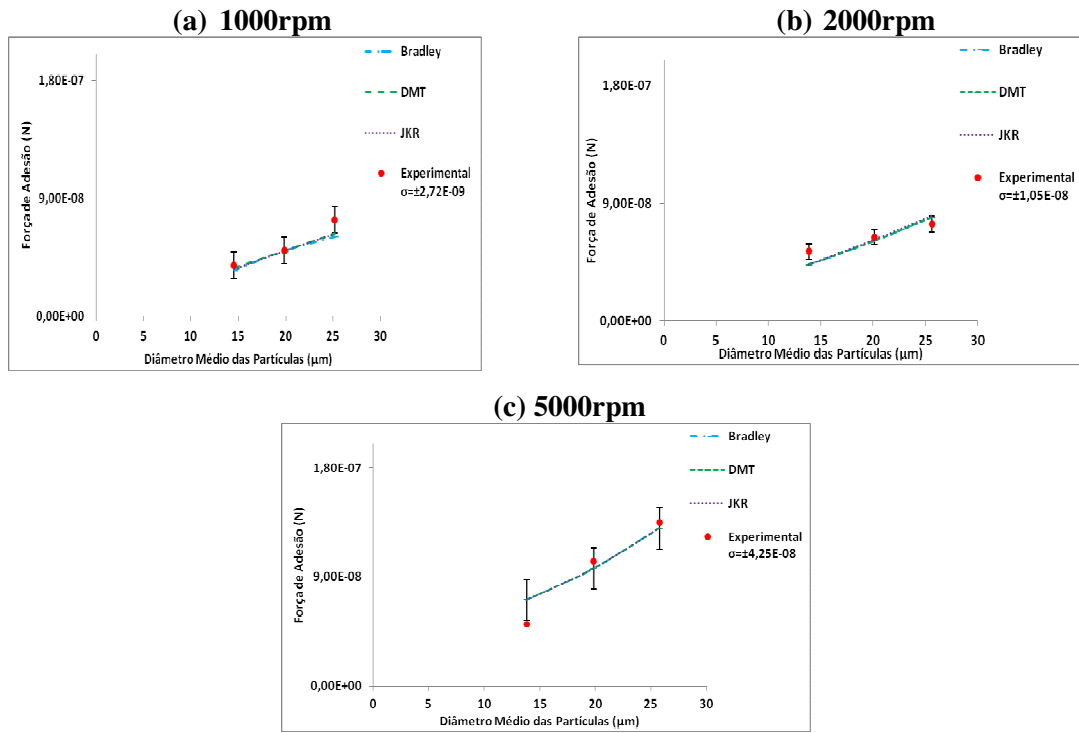 (a) 1000rpm
Força de Adesão (N)
1,80E-07
9,00E-08
0,00E+00
0 5 10 15 20 25 30
Diâmetro Médio das Partículas (µm)
Bradley
DMT
JKR
Experimental
σ=±2,72E-09
(b) 2000rpm
Força de Adesão (N)
1,80E-07
9,00E-08
0,00E+00
0 5 10 15 20 25 30
Diâmetro Médio das Partículas (µm)
Bradley
DMT
JKR
Experimental
σ=±1,05E-08
(c) 5000rpm
Força de Adesão (N)
1,80E-07
9,00E-08
0,00E+00
0 5 10 15 20 25 30
Diâmetro Médio das Partículas (µm)
Bradley
DMT
JKR
Experimental
σ=±4,25E-08